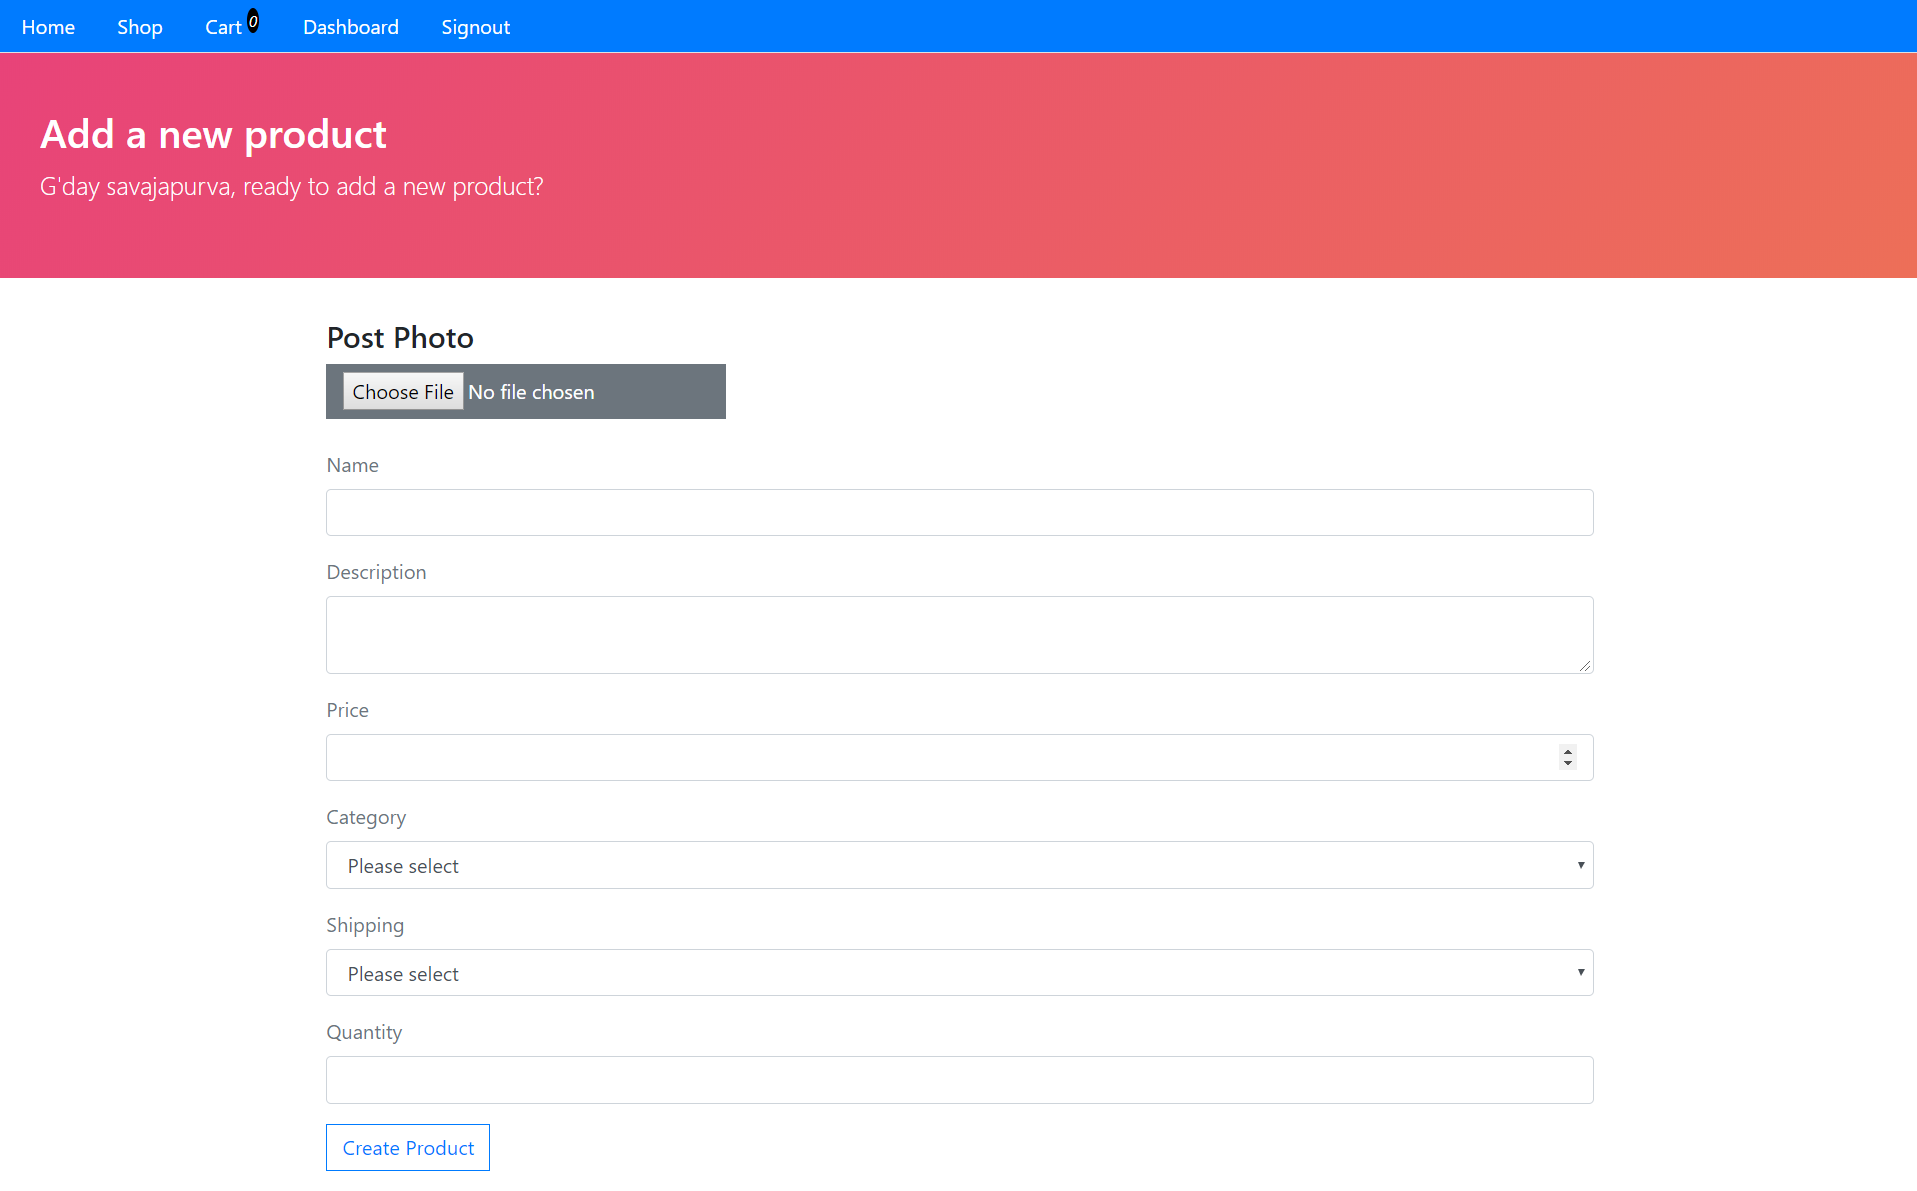 Home Shop Cart 0 Dashboard Signout
Add a new product
G'day savajapurva, ready to add a new product?
Post Photo
Choose File No file chosen
Name
Description
Price
Category
Please select
Shipping
Please select
Quantity
Create Product